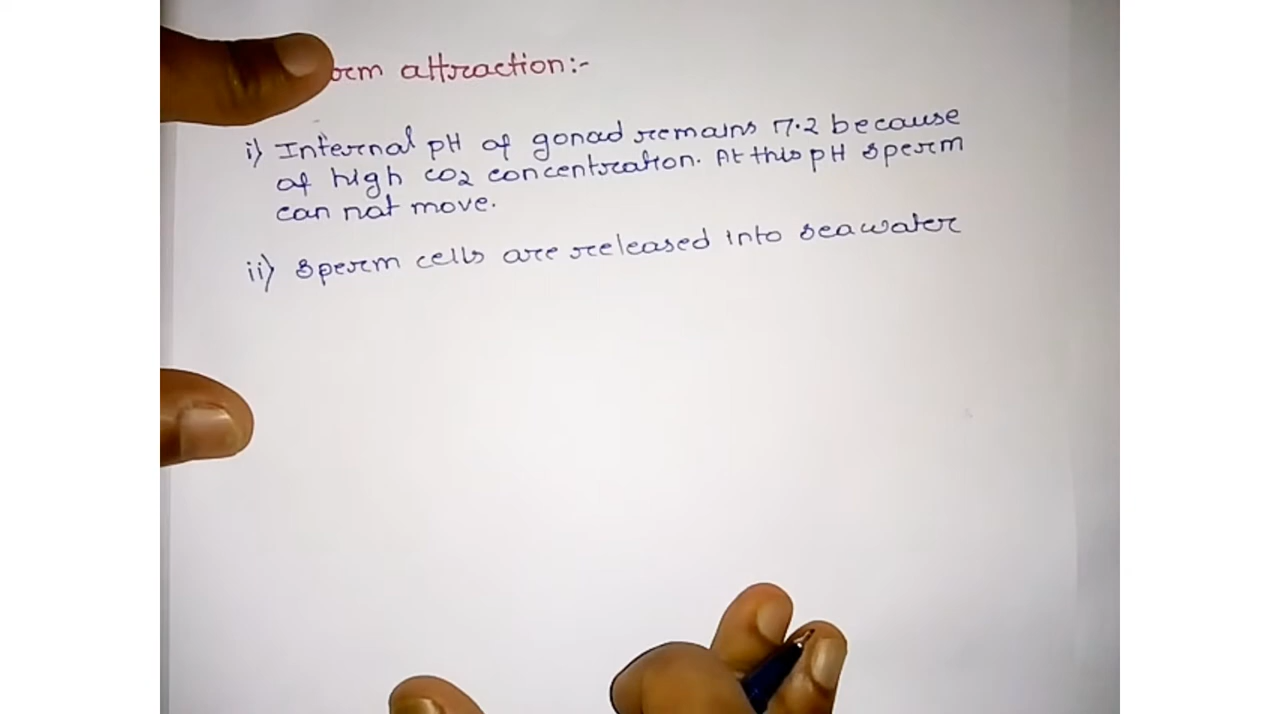 attraction:-
i) Internal pH of gonad remains 7.2 because
of high CO2 concentration. At this pH sperm
can not move.
ii) Sperm cells are released into seawater